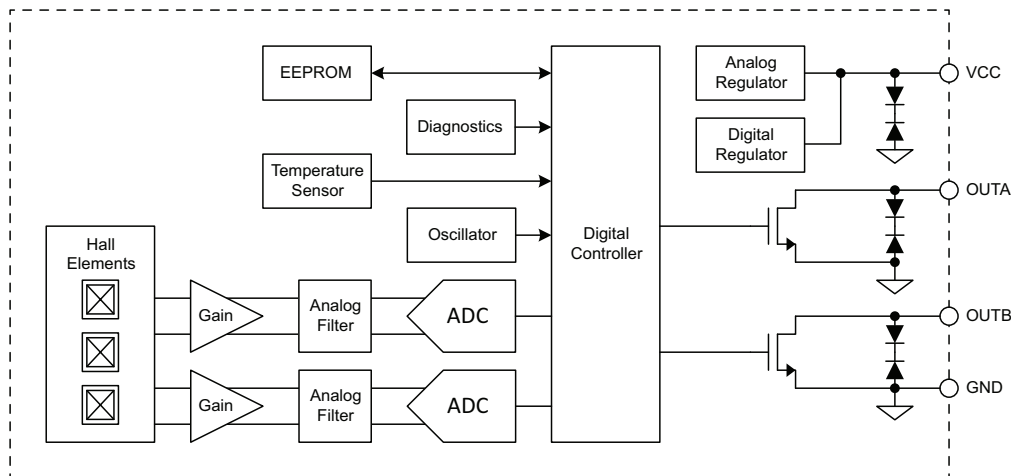 EEPROM
Diagnostics
Temperature
Sensor
Oscillator
Hall
Elements
Gain
Analog
Filter
ADC
Gain
Analog
Filter
ADC
Digital
Controller
Analog
Regulator
Digital
Regulator
VCC
OUTA
OUTB
GND